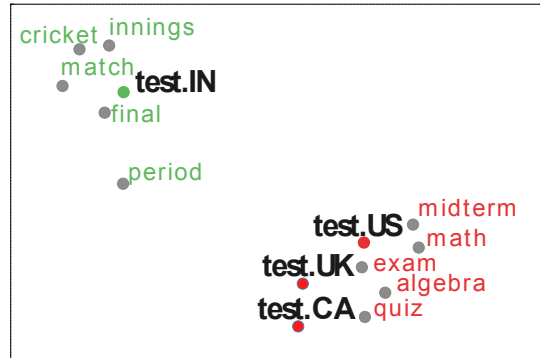 innings
cricket
match
test.IN
final
period
midterm
test.US
math
test.UK
exam
algebra
test.CA
quiz